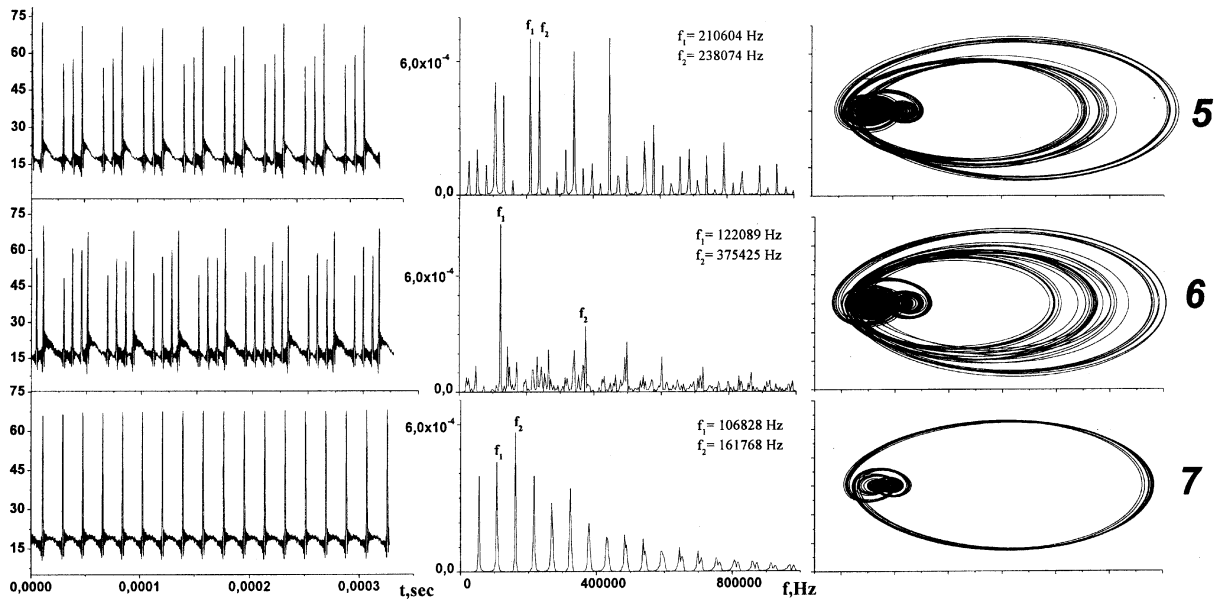 75
60
45
30
15
6,0x10⁻⁴
0,0
f₁ f₂
f₁= 210604 Hz
f₂= 238074 Hz
5
75
60
45
30
15
6,0x10⁻⁴
0,0
f₁
f₂
f₁= 122089 Hz
f₂= 375425 Hz
6
75
60
45
30
15
0,0000 0,0001 0,0002 0,0003 t,sec
6,0x10⁻⁴
0,0
f₁
f₂
f₁= 106828 Hz
f₂= 161768 Hz
0 400000 800000 f,Hz
7